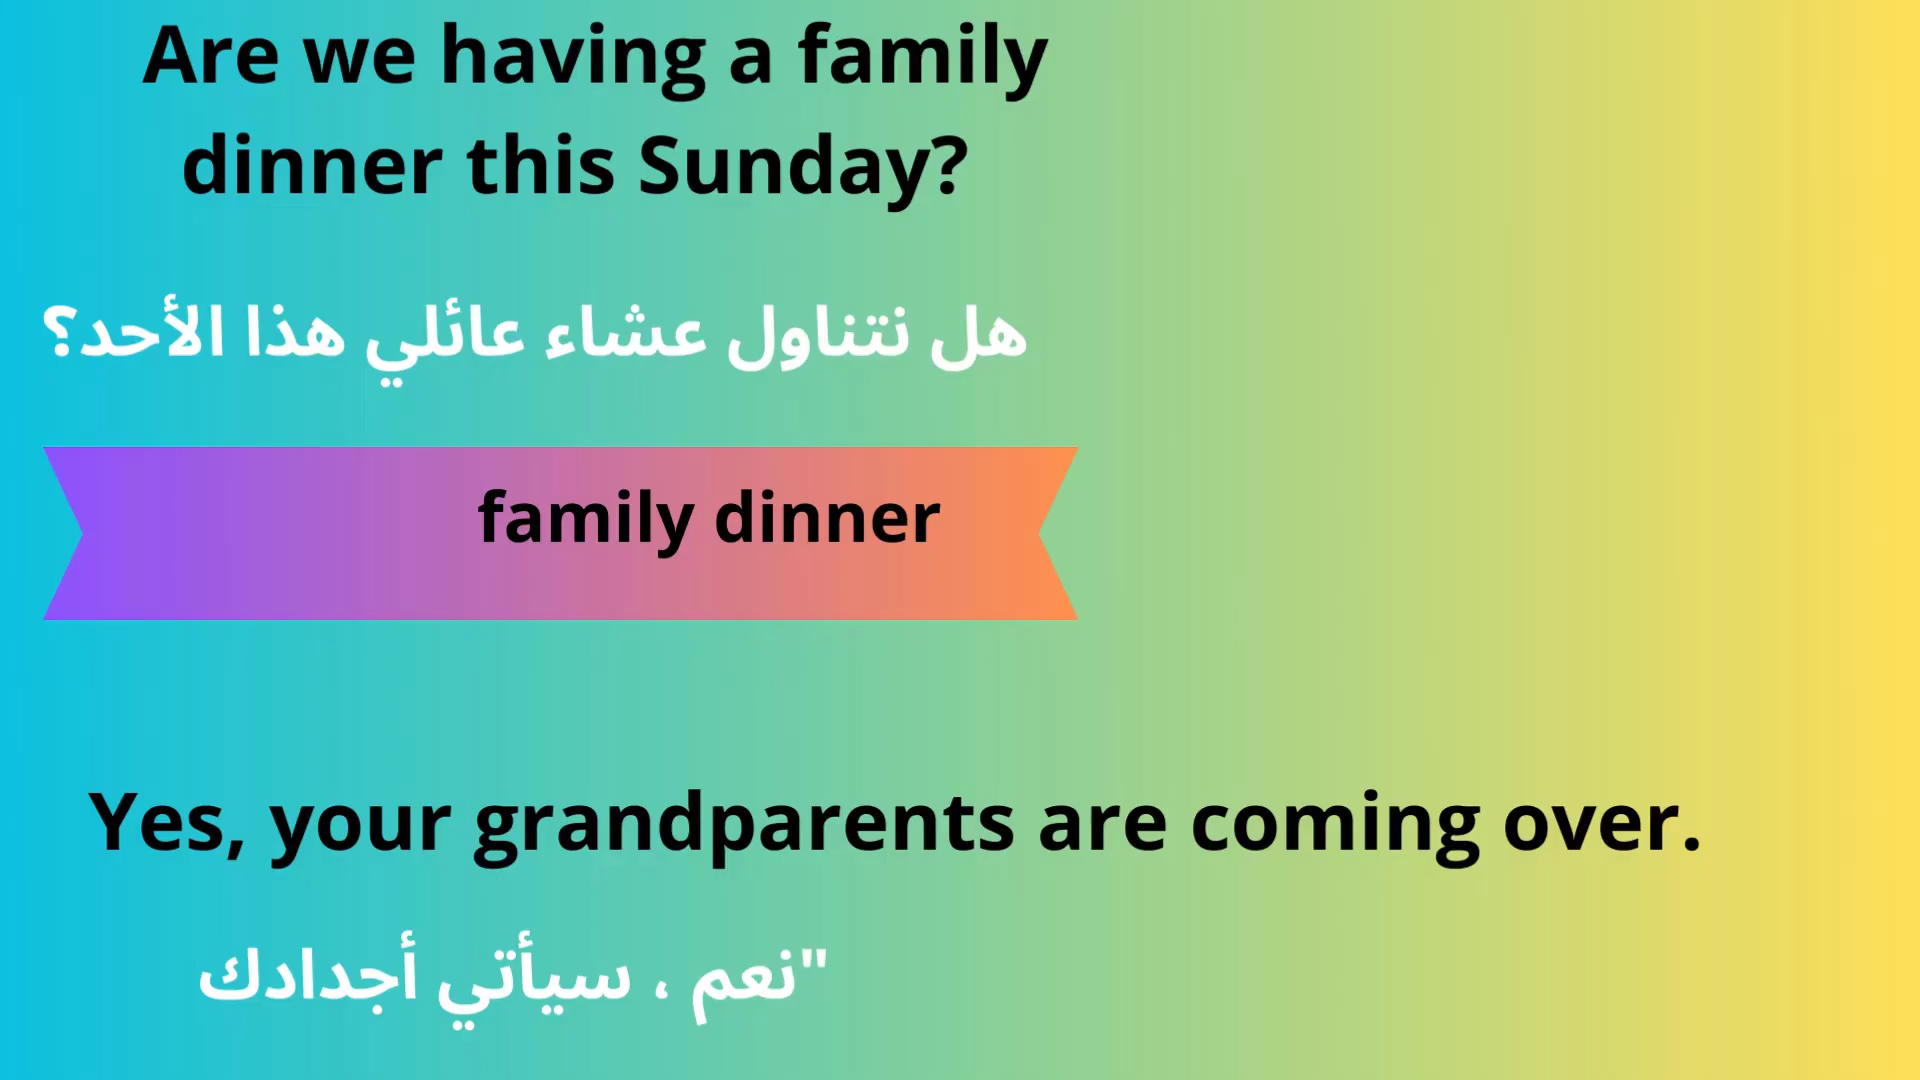 Are we having a family
dinner this Sunday?
هل نتناول عشاء عائلي هذا الأحد؟
family dinner
Yes, your grandparents are coming over.
"نعم ، سيأتي أجدادك